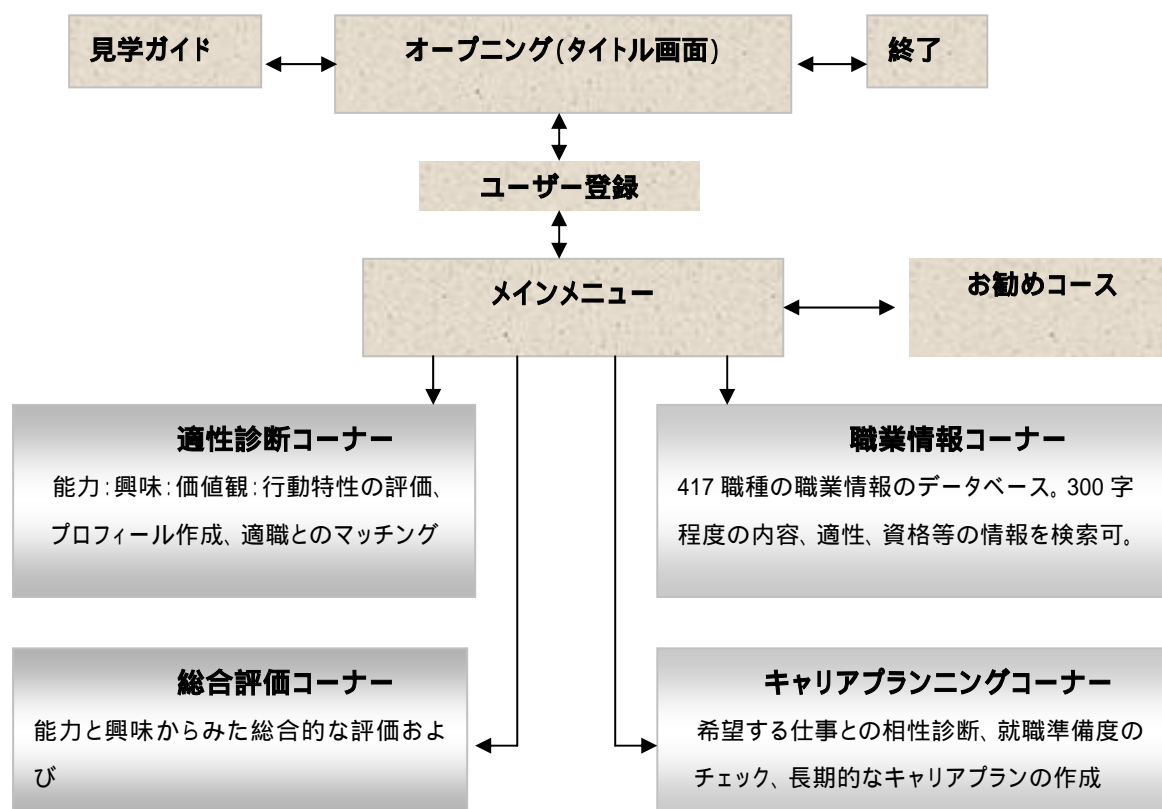 見学ガイド
オープニング(タイトル画面)
終了
ユーザー登録
メインメニュー
お勧めコース
適性診断コーナー
能力:興味:価値観:行動特性の評価、
プロフィール作成、適職とのマッチング
職業情報コーナー
417 職種の職業情報のデータベース。300 字
程度の内容、適性、資格等の情報を検索可。
総合評価コーナー
能力と興味からみた総合的な評価およ
び
キャリアプランニングコーナー
希望する仕事との相性診断、就職準備度の
チェック、長期的なキャリアプランの作成